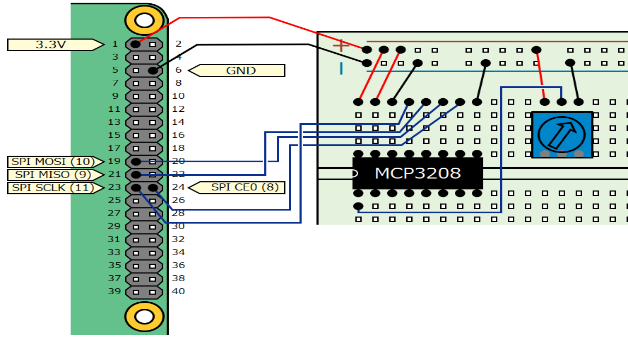 3.3V 1 2
+
3 4
5 6 GND
−
7 8
9 10
11 12
13 14
15 16
17 18
SPI MOSI (10) 19 20
SPI MISO (9) 21 22
MCP3208
SPI SCLK (11) 23 24 SPI CE0 (8)
25 26
27 28
29 30
31 32
33 34
35 36
37 38
39 40